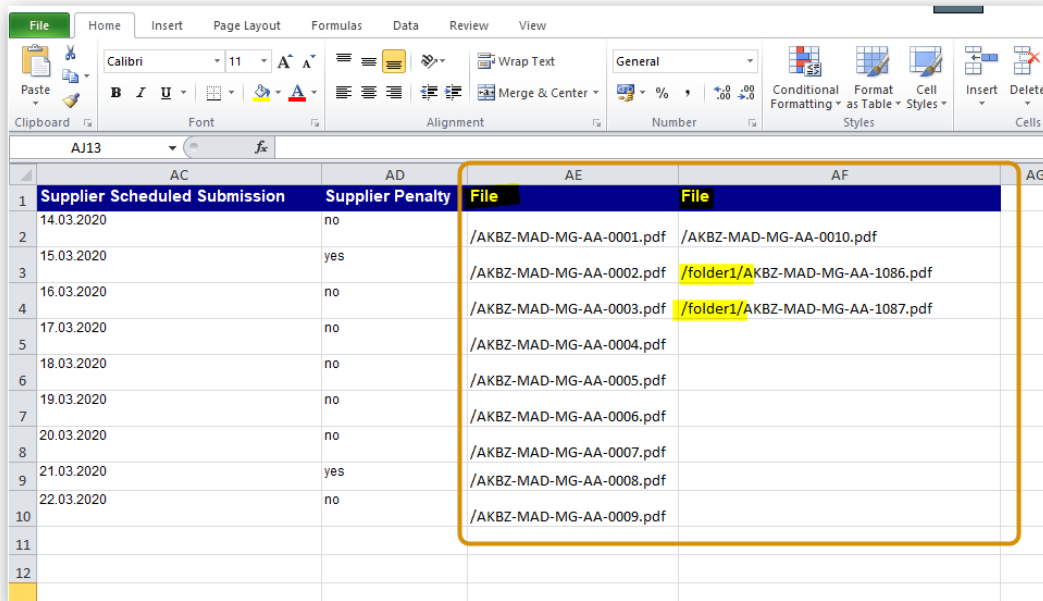 File Home Insert Page Layout Formulas Data Review View
Calibri 11 A A Wrap Text General
Paste B I U A Merge & Center % , Conditional Formatting as Table Format Cell Styles Insert Delete
Clipboard Font Alignment Number Styles Cells
AJ13 fx
AC AD AE AF AG
1 Supplier Scheduled Submission Supplier Penalty File File
2 14.03.2020 no /AKBZ-MAD-MG-AA-0001.pdf /AKBZ-MAD-MG-AA-0010.pdf
3 15.03.2020 yes /AKBZ-MAD-MG-AA-0002.pdf /folder1/AKBZ-MAD-MG-AA-1086.pdf
4 16.03.2020 no /AKBZ-MAD-MG-AA-0003.pdf /folder1/AKBZ-MAD-MG-AA-1087.pdf
5 17.03.2020 no /AKBZ-MAD-MG-AA-0004.pdf
6 18.03.2020 no /AKBZ-MAD-MG-AA-0005.pdf
7 19.03.2020 no /AKBZ-MAD-MG-AA-0006.pdf
8 20.03.2020 no /AKBZ-MAD-MG-AA-0007.pdf
9 21.03.2020 yes /AKBZ-MAD-MG-AA-0008.pdf
10 22.03.2020 no /AKBZ-MAD-MG-AA-0009.pdf
11
12